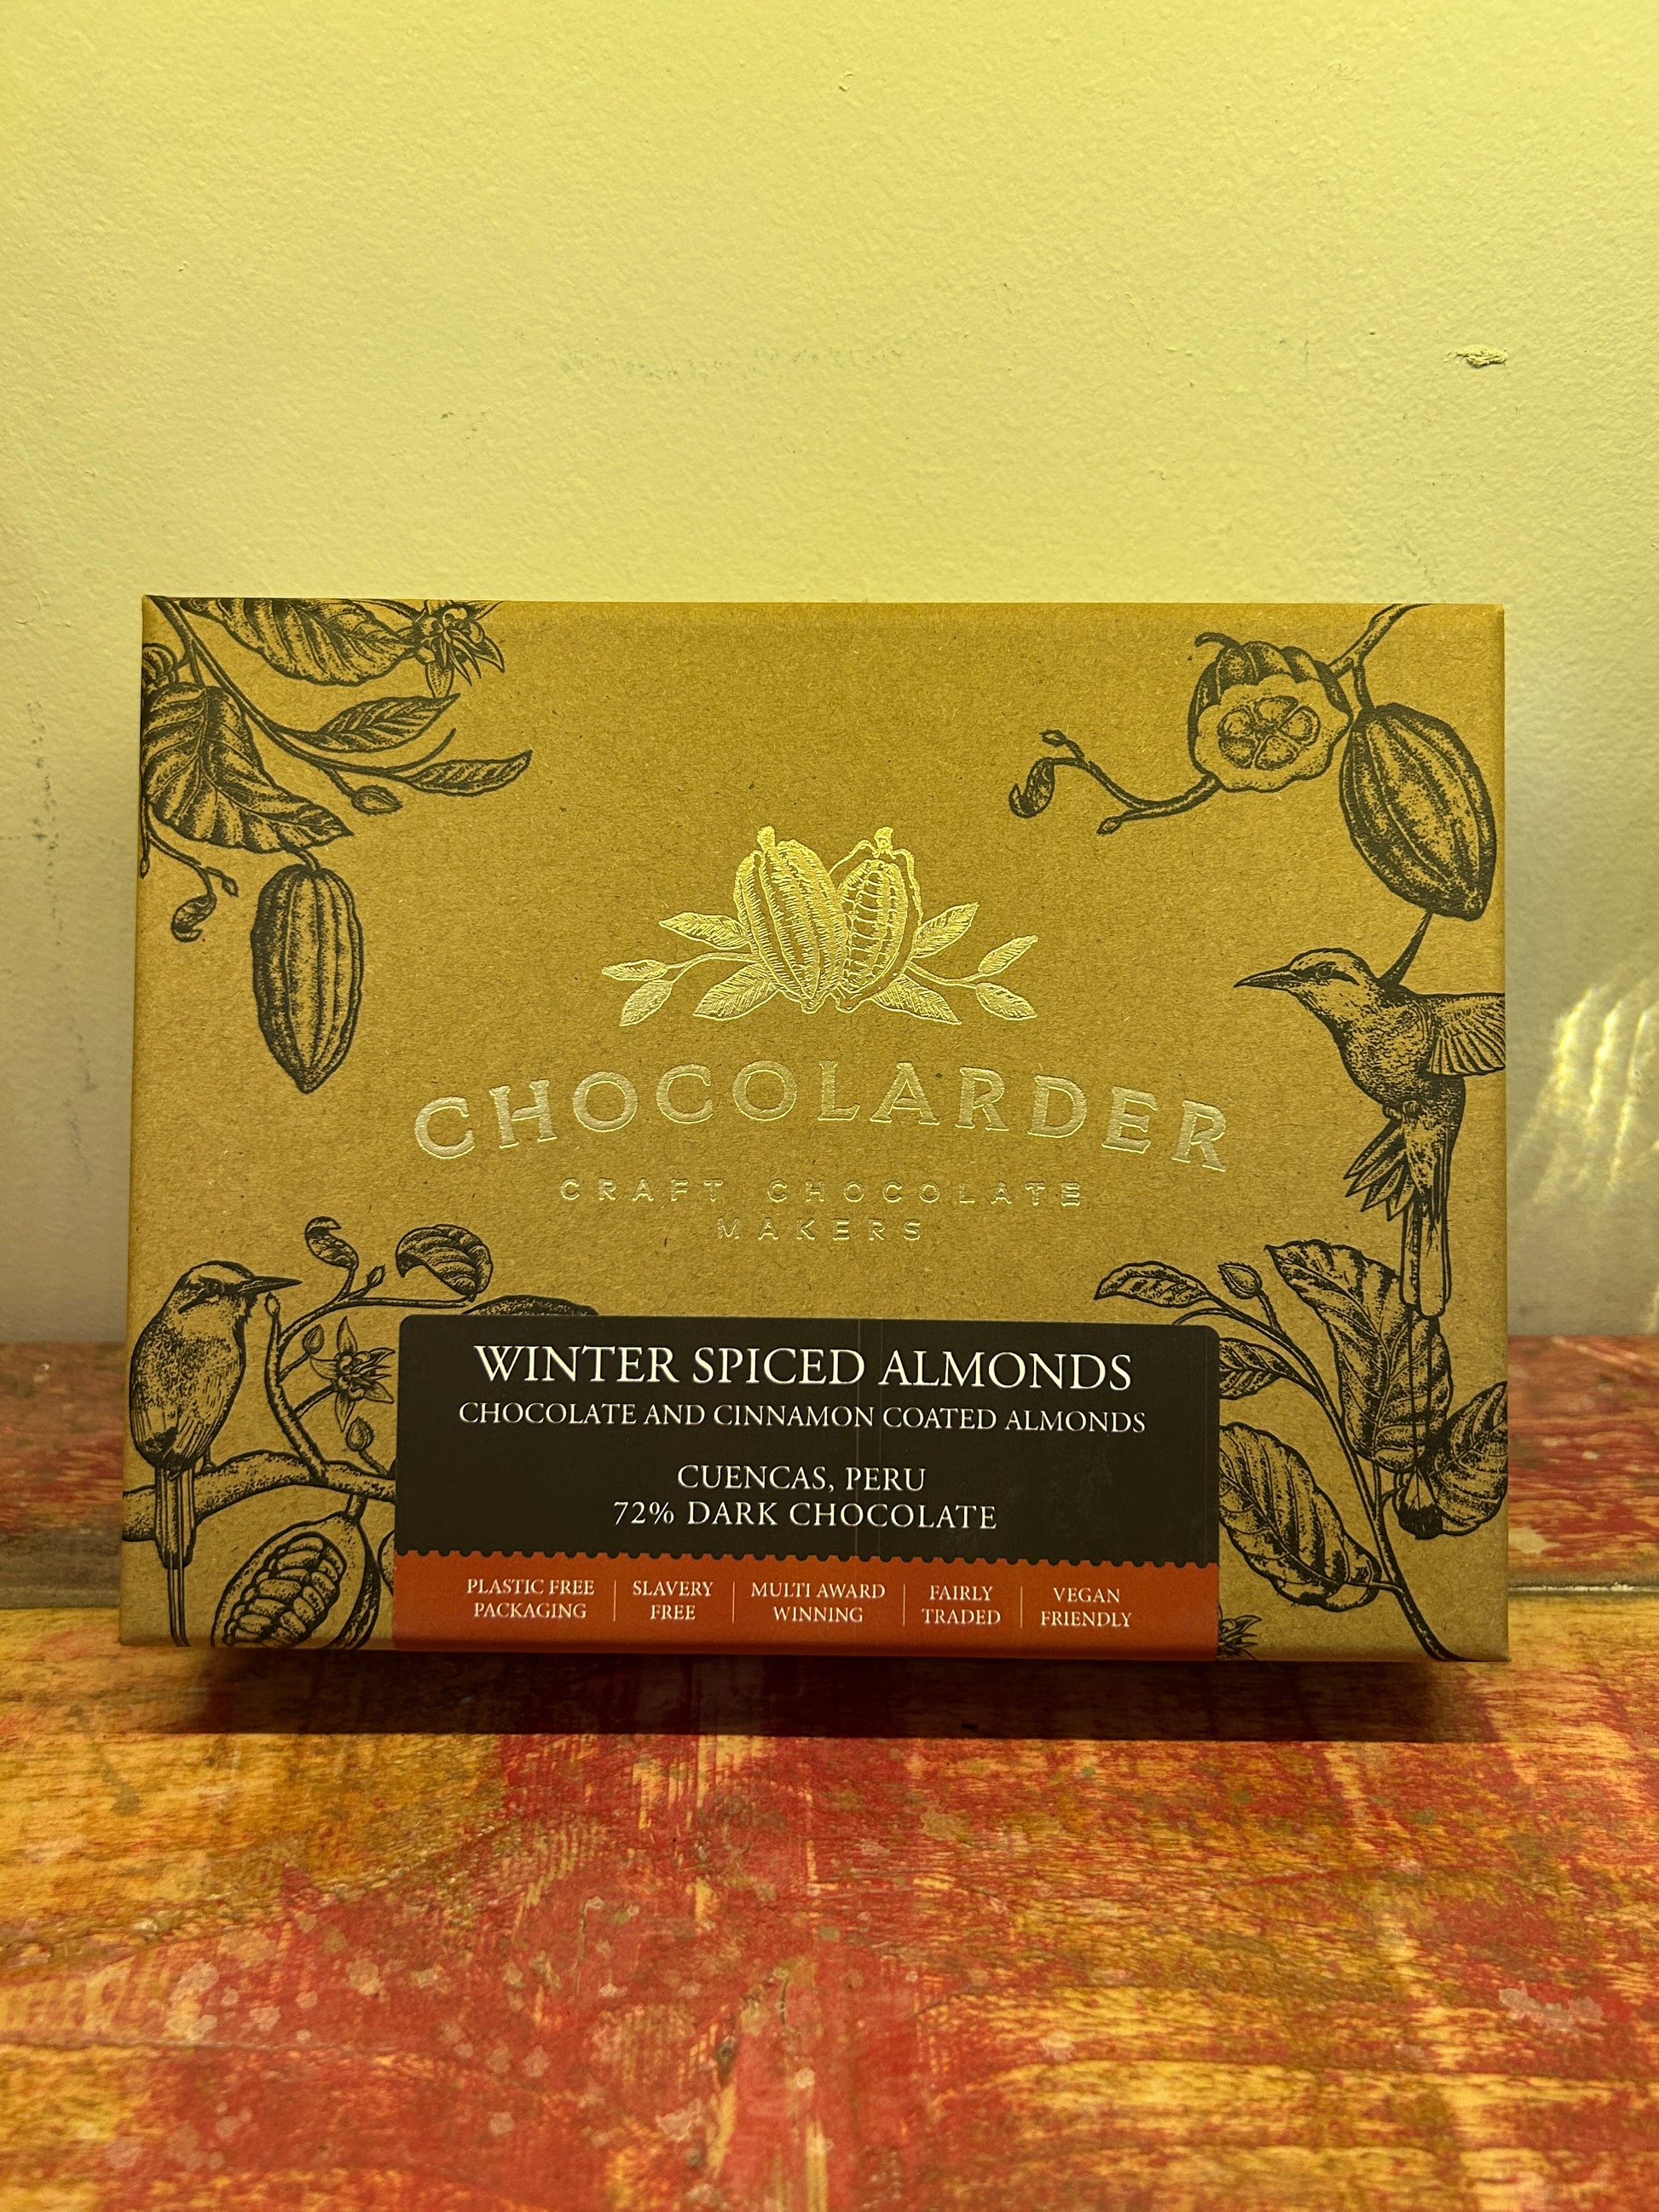 CHOCOLARDER
CRAFT CHOCOLATE
MAKERS
WINTER SPICED ALMONDS
CHOCOLATE AND CINNAMON COATED ALMONDS
CUENCAS, PERU
72% DARK CHOCOLATE
PLASTIC FREE
PACKAGING
SLAVERY
FREE
MULTI AWARD
WINNING
FAIRLY
TRADED
VEGAN
FRIENDLY